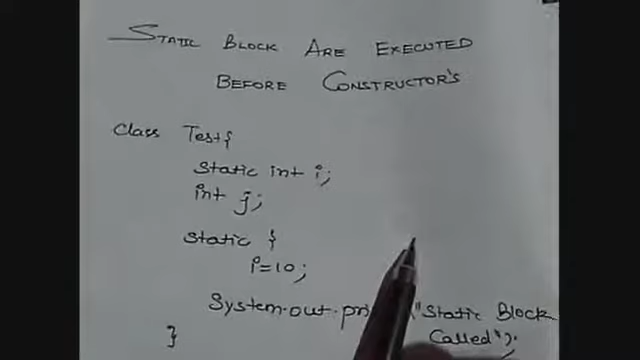 STATIC BLOCK ARE EXECUTED
BEFORE CONSTRUCTOR'S
Class Test{
Static int i;
int j;
Static {
i=10;
System.out.pri ("Static Block
Called");
}